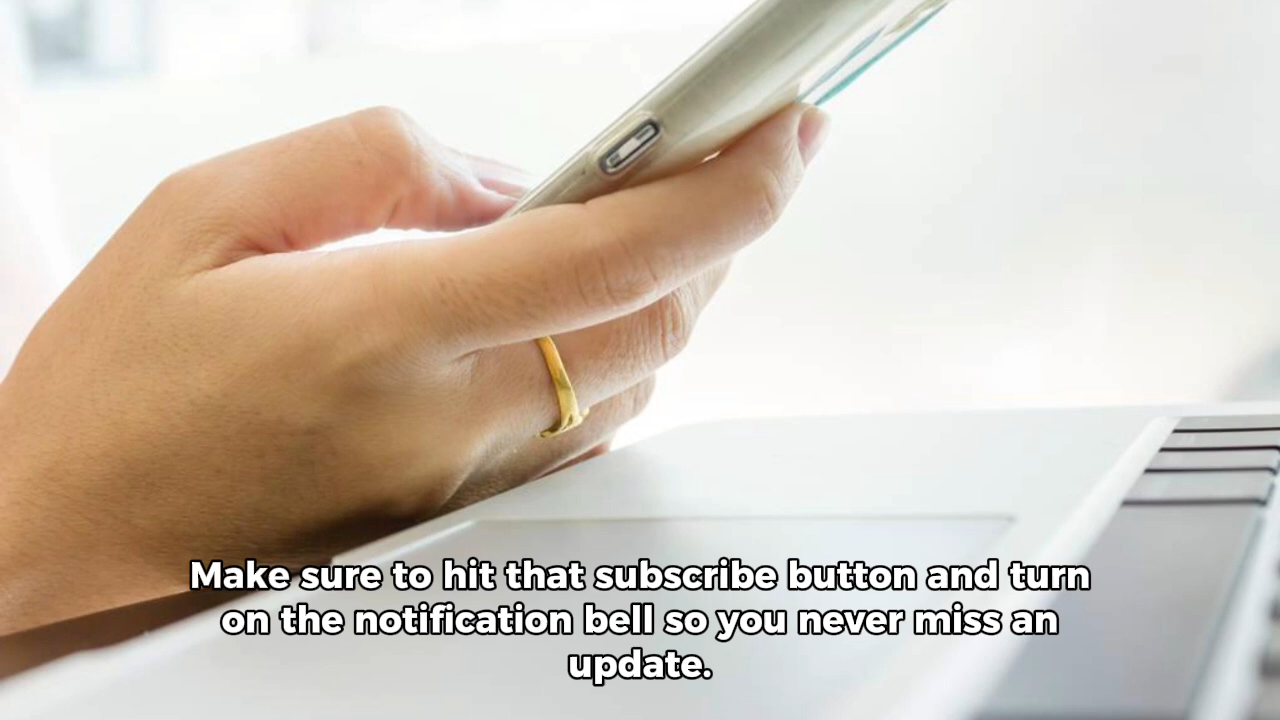 Make sure to hit that subscribe button and turn
on the notification bell so you never miss an
update.